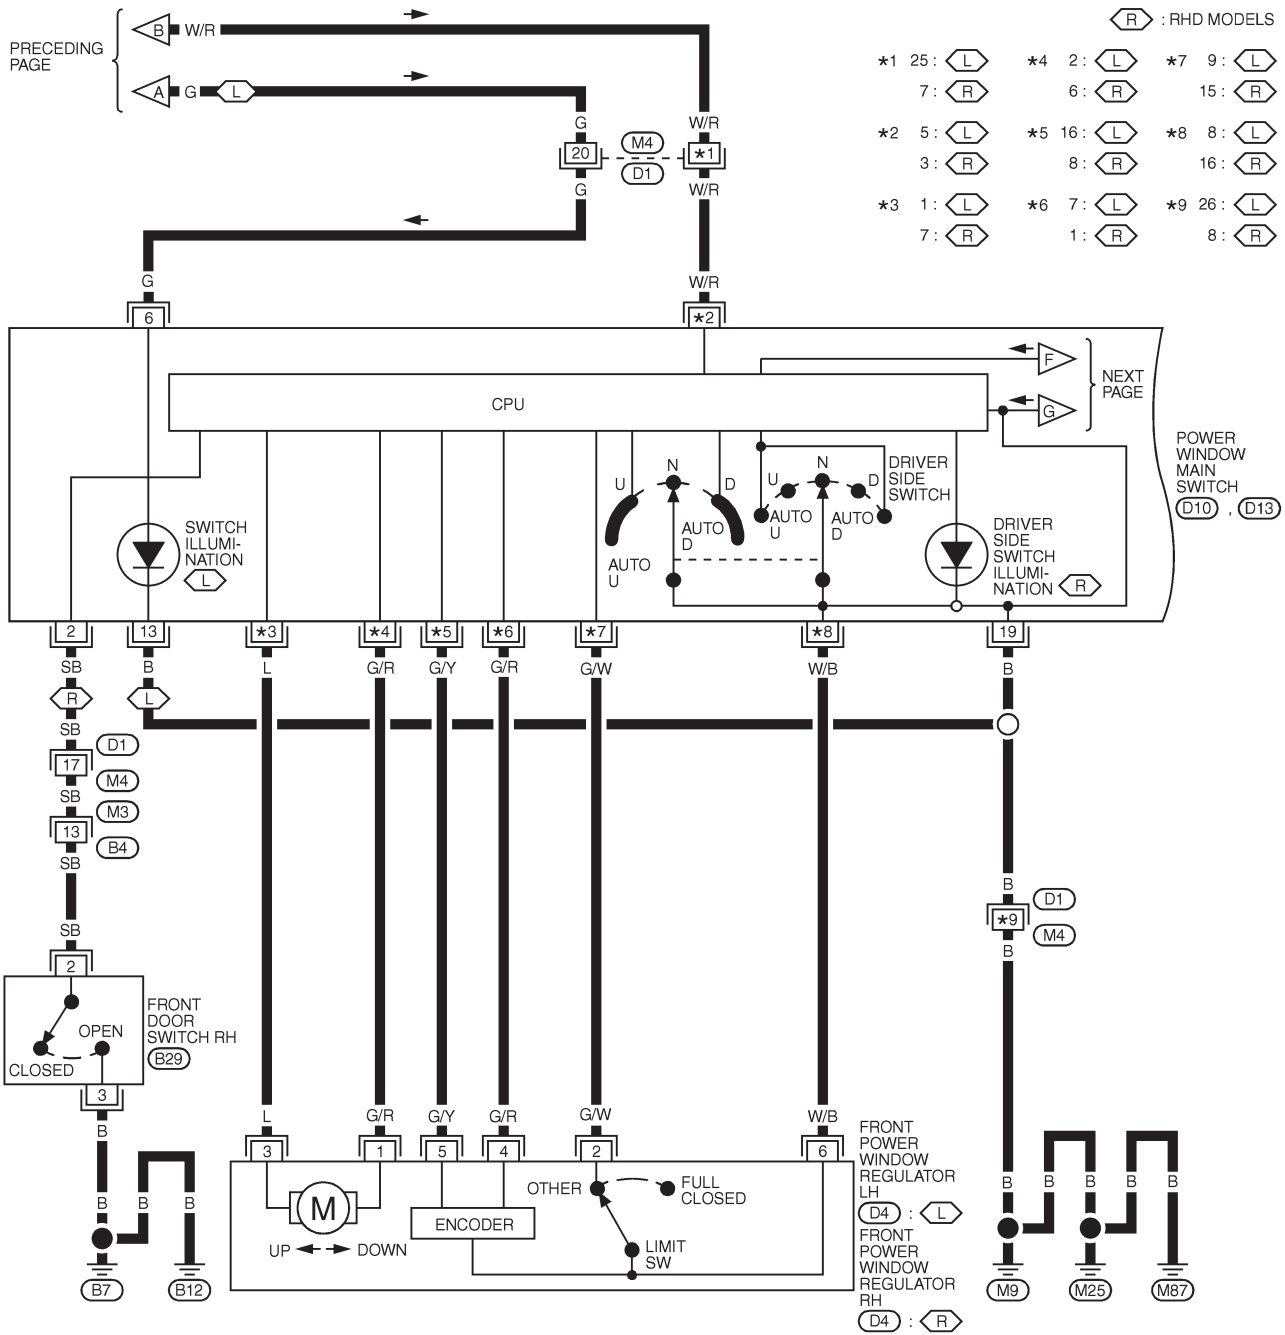 R : RHD MODELS
PRECEDING
PAGE
B W/R
A G L
*1 25 : L
7 : R
*2 5 : L
3 : R
*3 1 : L
7 : R
*4 2 : L
6 : R
*5 16 : L
8 : R
*6 7 : L
1 : R
*7 9 : L
15 : R
*8 8 : L
16 : R
*9 26 : L
8 : R
G W/R
20 M4 *1
D1
G W/R
G W/R
6 *2
F
G
NEXT
PAGE
CPU
POWER
WINDOW
MAIN
SWITCH
D10 , D13
SWITCH
ILLUMI-
NATION
L
U N D
AUTO
U
AUTO
D
U N D
AUTO
U
AUTO
D
DRIVER
SIDE
SWITCH
DRIVER
SIDE
SWITCH
ILLUMI-
NATION R
2 13 *3 *4 *5 *6 *7 *8 19
SB B L G/R G/Y G/R G/W W/B B
R L
SB
D1
17
M4
SB
M3
13
B4
SB
SB
2
OPEN
CLOSED
FRONT
DOOR
SWITCH RH
B29
3
B
B B B
B7 B12
B
D1
*9
M4
B
L G/R G/Y G/R G/W W/B
3 1 5 4 2 6
M
UP DOWN
ENCODER
OTHER
FULL
CLOSED
LIMIT
SW
FRONT
POWER
WINDOW
REGULATOR
LH
D4 : L
FRONT
POWER
WINDOW
REGULATOR
RH
D4 : R
B B B B B
M9 M25 M87